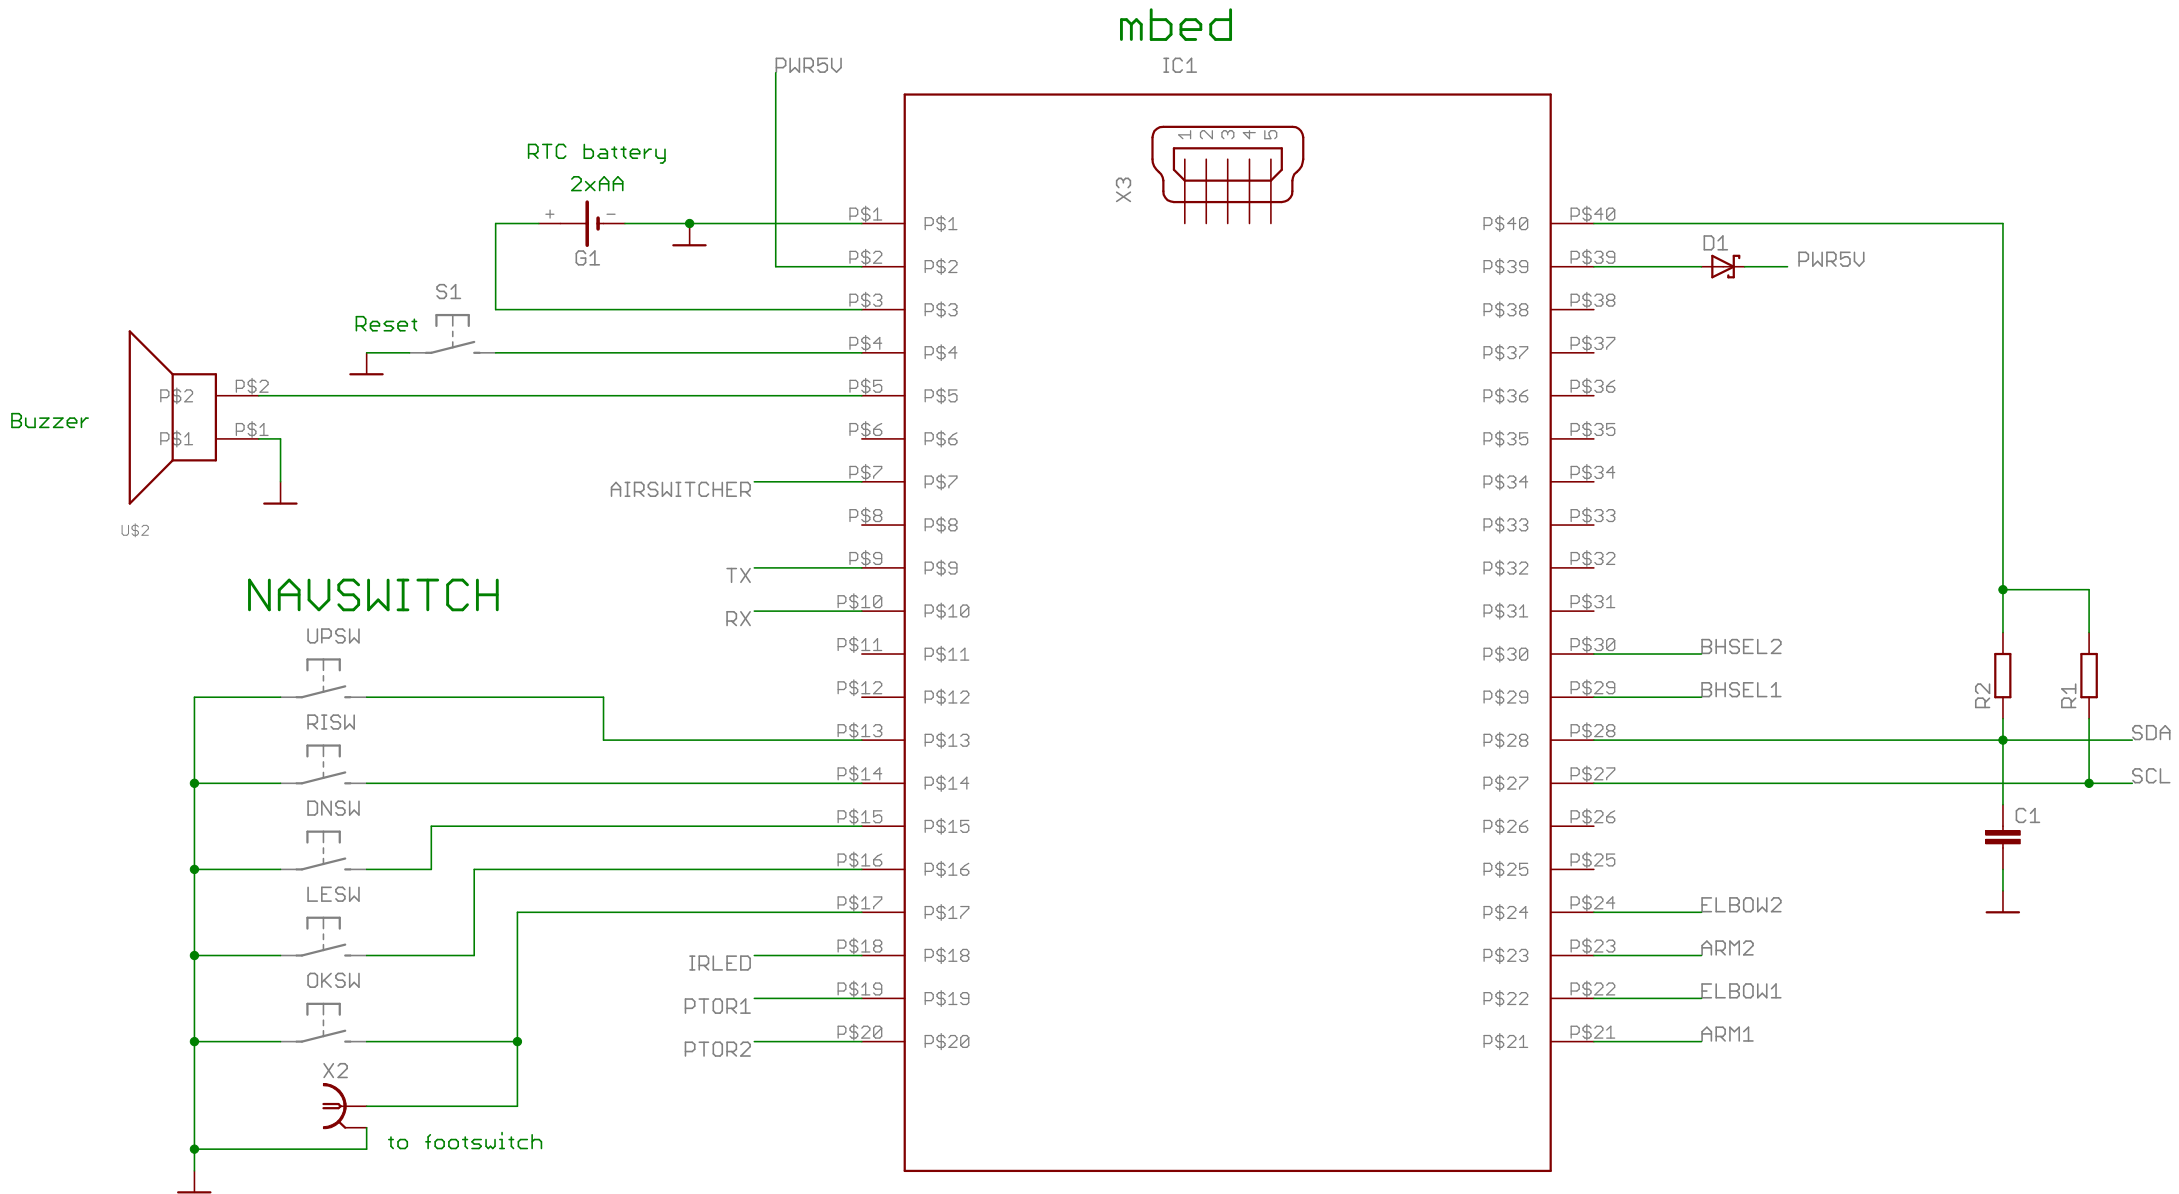 mbed
IC1
PWR5V
RTC battery
2xAA
+ -
G1
X3
1 2 3 4 5
S1
Reset
Buzzer
P$2 P$2
P$1 P$1
U$2
AIRSWITCHER
TX
RX
NAVSWITCH
UPSW
RISW
DNSW
LESW
OKSW
X2
to footswitch
IRLED
PTOR1
PTOR2
P$1 P$1
P$2 P$2
P$3 P$3
P$4 P$4
P$5 P$5
P$6 P$6
P$7 P$7
P$8 P$8
P$9 P$9
P$10 P$10
P$11 P$11
P$12 P$12
P$13 P$13
P$14 P$14
P$15 P$15
P$16 P$16
P$17 P$17
P$18 P$18
P$19 P$19
P$20 P$20
P$40 P$40
P$39 P$39
P$38 P$38
P$37 P$37
P$36 P$36
P$35 P$35
P$34 P$34
P$33 P$33
P$32 P$32
P$31 P$31
P$30 P$30
P$29 P$29
P$28 P$28
P$27 P$27
P$26 P$26
P$25 P$25
P$24 P$24
P$23 P$23
P$22 P$22
P$21 P$21
D1
PWR5V
BHSEL2
BHSEL1
R2
R1
SDA
SCL
C1
ELBOW2
ARM2
ELBOW1
ARM1